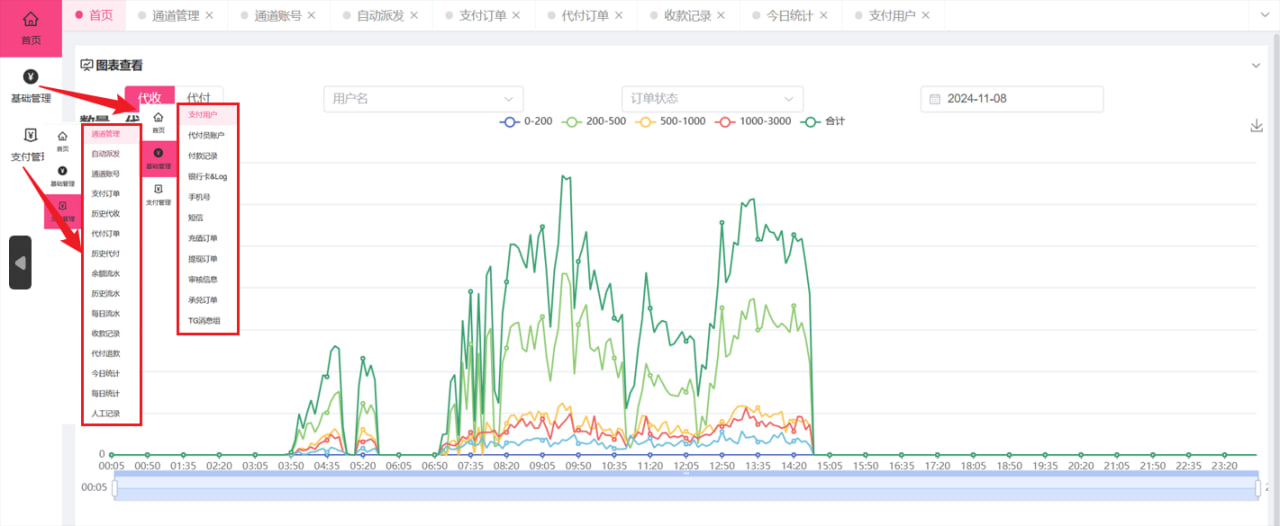 首页 通道管理 × 通道账号 × 自动派发 × 支付订单 × 代付订单 × 收款记录 × 今日统计 × 支付用户 ×
首页
基础管理
支付管理
图表查看
代收 代付 用户名 订单状态 2024-11-08
0-200 200-500 500-1000 1000-3000 合计
首页
基础管理
通道管理
自动派发
通道账号
支付订单
历史代收
代付订单
历史代付
余额流水
历史流水
每日流水
收款记录
代付退款
今日统计
每日统计
人工记录
首页
基础管理
支付管理
支付用户
代付员账户
付款记录
银行卡&Log
手机号
短信
充值订单
提现订单
审核信息
承兑订单
TG消息组
0
00:05 00:50 01:35 02:20 03:05 03:50 04:35 05:20 06:05 06:50 07:35 08:20 09:05 09:50 10:35 11:20 12:05 12:50 13:35 14:20 15:05 15:50 16:35 17:20 18:05 18:50 19:35 20:20 21:05 21:50 22:35 23:20
00:05